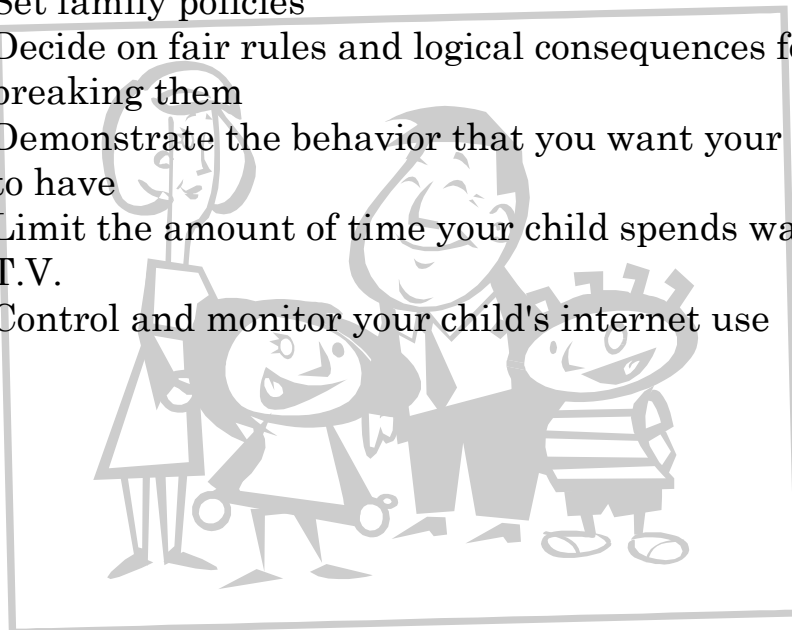 Set family policies
Decide on fair rules and logical consequences
breaking them
Demonstrate the behavior that you want your
to have
Limit the amount of time your child spends
T.V.
Control and monitor your child's internet use